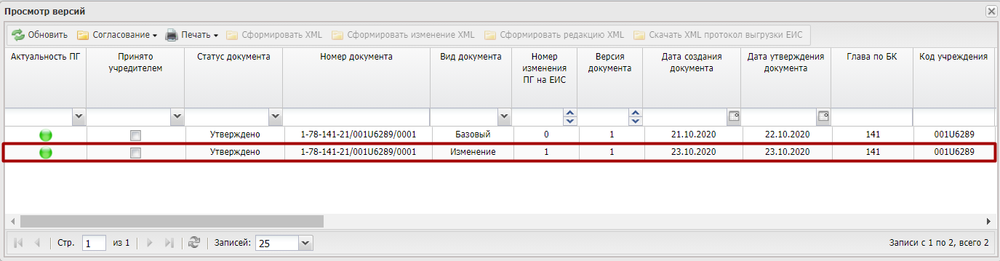 Просмотр версий
Обновить Согласование Печать Сформировать XML Сформировать изменение XML Сформировать редакцию XML Скачать XML протокол выгрузки ЕИС
Актуальность ПГ Принято учредителем Статус документа Номер документа Вид документа Номер изменения ПГ на ЕИС Версия документа Дата создания документа Дата утверждения документа Глава по БК Код учреждения
Утверждено 1-78-141-21/001U6289/0001 Базовый 0 1 21.10.2020 22.10.2020 141 001U6289
Утверждено 1-78-141-21/001U6289/0001 Изменение 1 1 23.10.2020 23.10.2020 141 001U6289
Стр. 1 из 1 Записей: 25 Записи с 1 по 2, всего 2